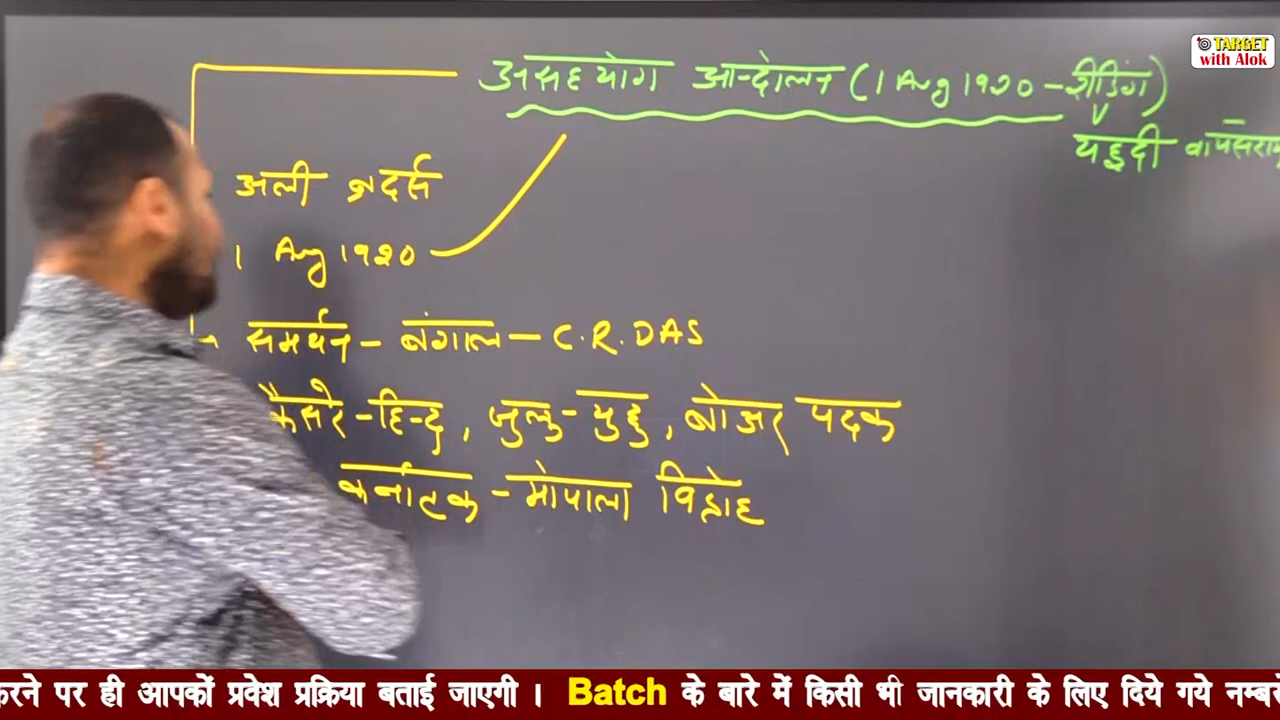 TARGET
with Alok
असहयोग आन्दोलन (1 Aug 1920 - रीडिंग)
यहूदी वायसराय
अली ब्रदर्स
1 Aug 1920
समर्थन - बंगाल - C.R.DAS
कैसरे-हिन्द, जुलु-युद्ध, बोअर पदक
कर्नाटक - मोपाला विद्रोह
करने पर ही आपकों प्रवेश प्रक्रिया बताई जाएगी । Batch के बारे में किसी भी जानकारी के लिए दिये गये नम्बरो